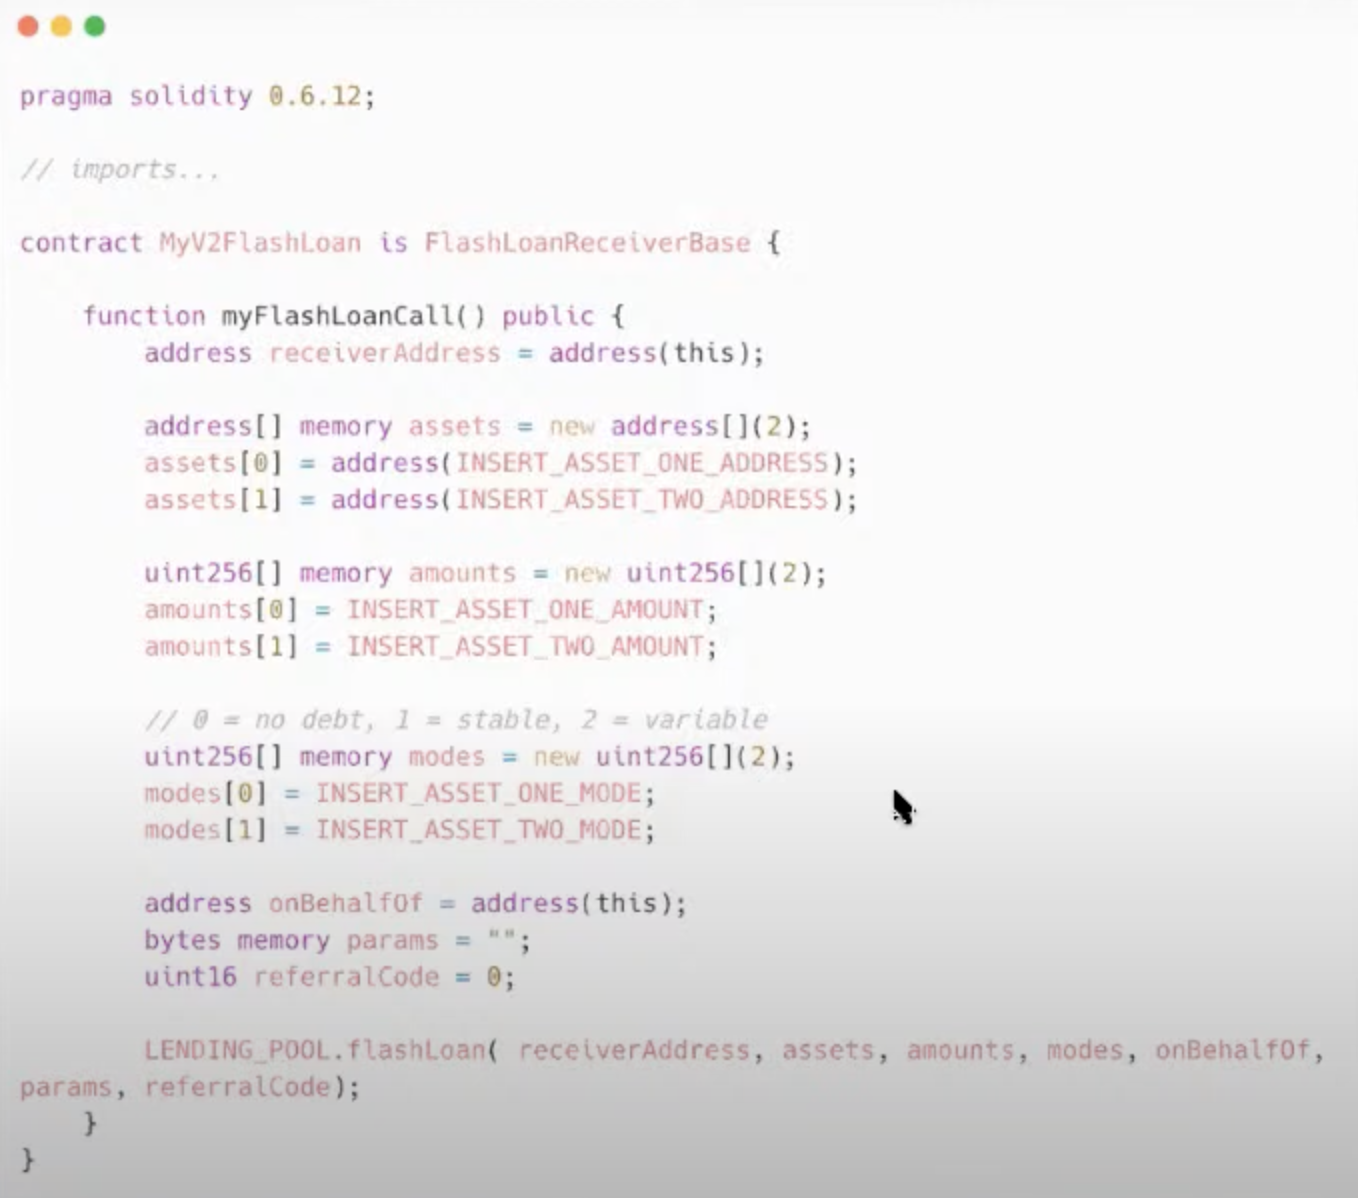 pragma solidity 0.6.12;
// imports...
contract MyV2FlashLoan is FlashLoanReceiverBase {
    function myFlashLoanCall() public {
        address receiverAddress = address(this);
        address[] memory assets = new address[](2);
        assets[0] = address(INSERT_ASSET_ONE_ADDRESS);
        assets[1] = address(INSERT_ASSET_TWO_ADDRESS);
        uint256[] memory amounts = new uint256[](2);
        amounts[0] = INSERT_ASSET_ONE_AMOUNT;
        amounts[1] = INSERT_ASSET_TWO_AMOUNT;
        // 0 = no debt, 1 = stable, 2 = variable
        uint256[] memory modes = new uint256[](2);
        modes[0] = INSERT_ASSET_ONE_MODE;
        modes[1] = INSERT_ASSET_TWO_MODE;
        address onBehalfOf = address(this);
        bytes memory params = "";
        uint16 referralCode = 0;
        LENDING_POOL.flashLoan( receiverAddress, assets, amounts, modes, onBehalfOf,
params, referralCode);
    }
}